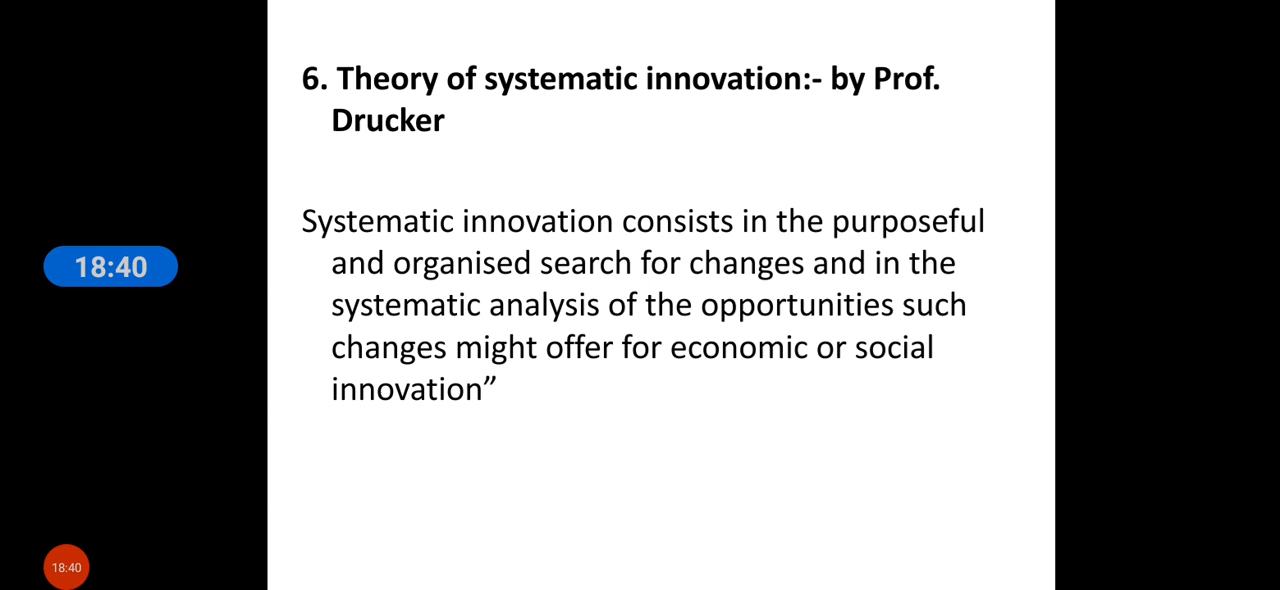 6. Theory of systematic innovation:- by Prof.
Drucker
Systematic innovation consists in the purposeful
and organised search for changes and in the
systematic analysis of the opportunities such
changes might offer for economic or social
innovation”
18:40
18:40